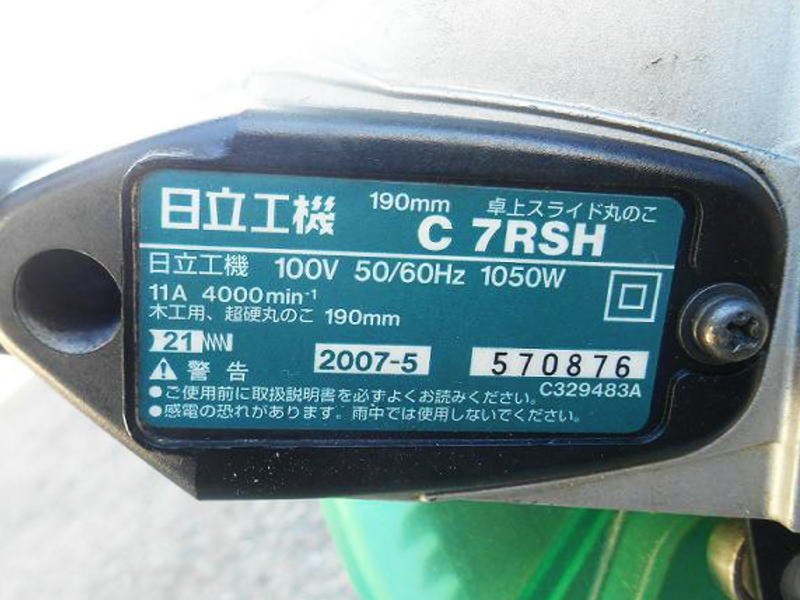 日立工機 190mm 卓上スライド丸のこ
C 7RSH
日立工機 100V 50/60Hz 1050W
11A 4000min⁻¹
木工用、超硬丸のこ 190mm
21
警告 2007-5 570876
C329483A
●ご使用前に取扱説明書を必ずよくお読みください。
●感電の恐れがあります。雨中では使用しないでください。